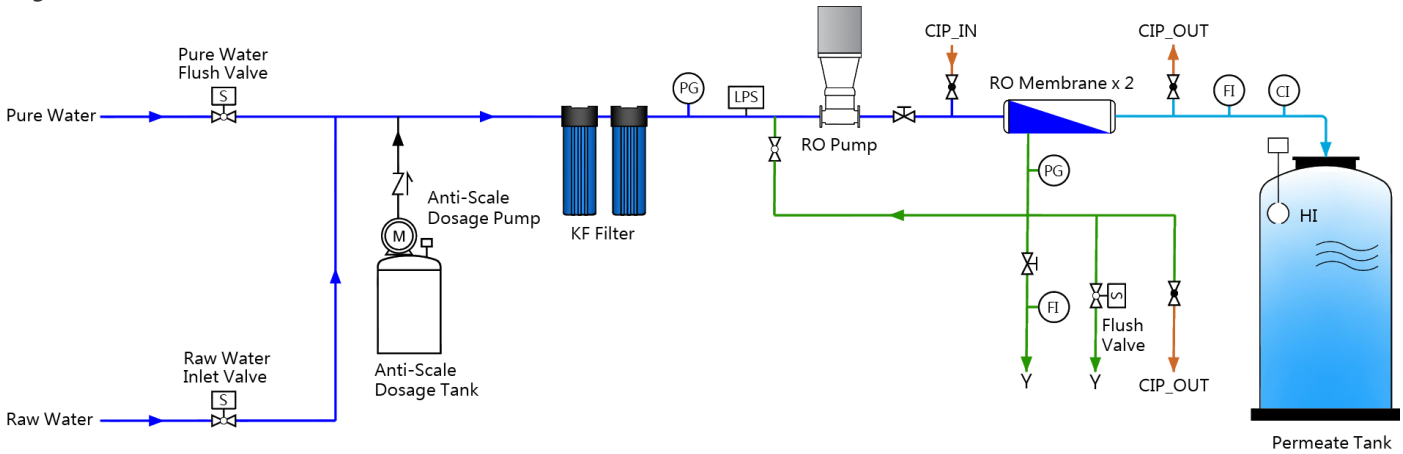 Pure Water
Flush Valve
S
Pure Water
Anti-Scale
Dosage Pump
M
Anti-Scale
Dosage Tank
Raw Water
Inlet Valve
S
Raw Water
KF Filter
PG
LPS
RO Pump
CIP_IN
RO Membrane x 2
CIP_OUT
FI
CI
PG
FI
Y
S
Flush
Valve
Y
CIP_OUT
HI
Permeate Tank